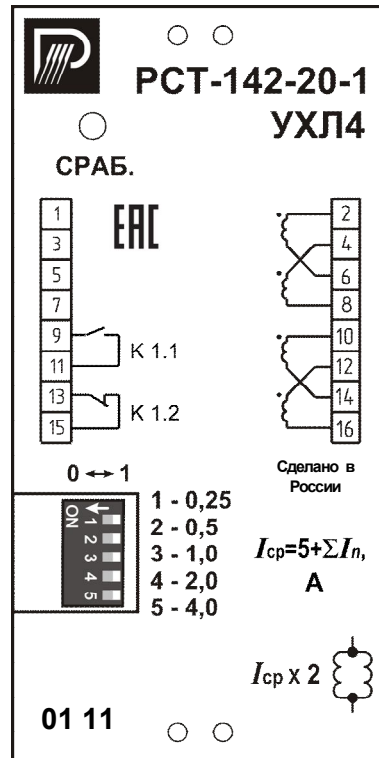 РСТ-142-20-1
УХЛ4
СРАБ.
ЕАС
1
3
5
7
9
11
13
15
К 1.1
К 1.2
2
4
6
8
10
12
14
16
Сделано в
России
0 ↔ 1
ON
1
2
3
4
5
1 - 0,25
2 - 0,5
3 - 1,0
4 - 2,0
5 - 4,0
Iср=5+ΣIn,
А
Iср х 2
01 11